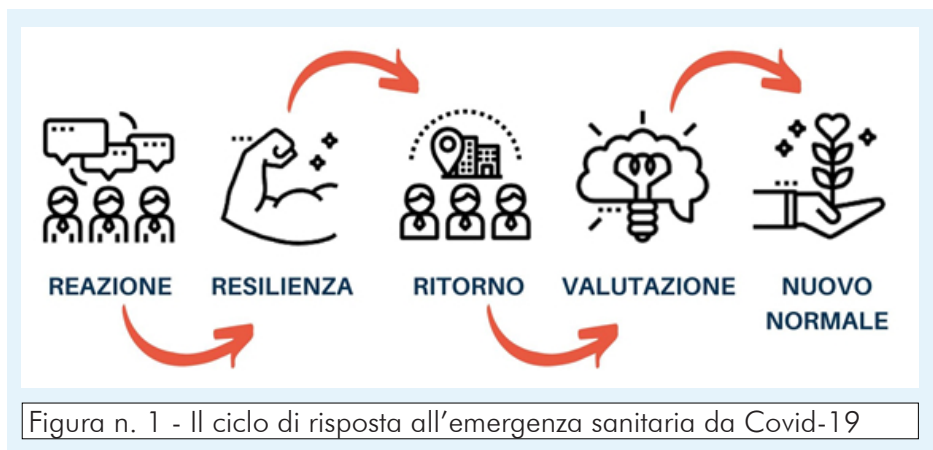 REAZIONE
RESILIENZA
RITORNO
VALUTAZIONE
NUOVO
NORMALE
Figura n. 1 - Il ciclo di risposta all’emergenza sanitaria da Covid-19